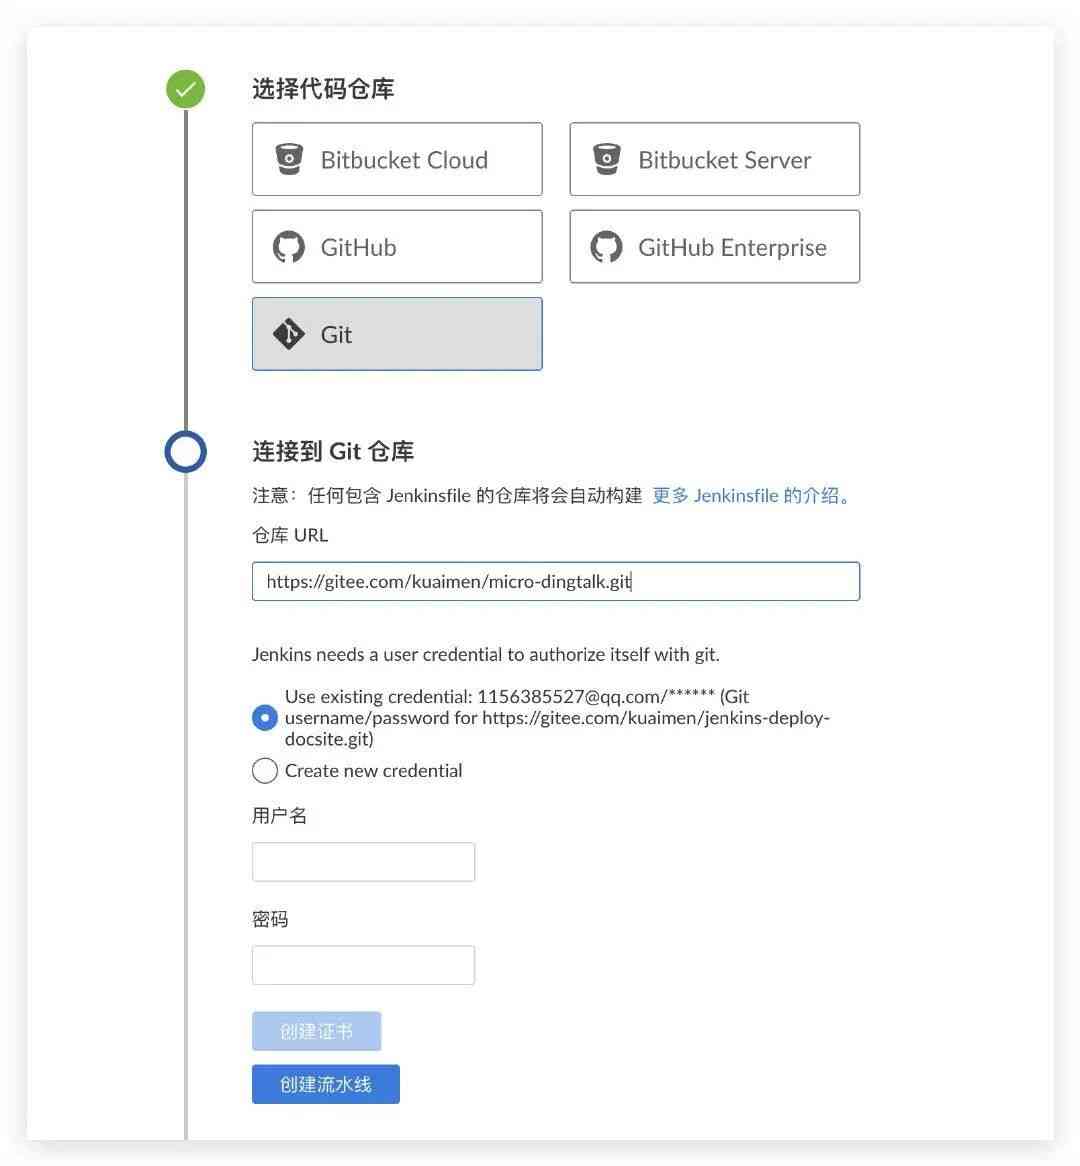 选择代码仓库
Bitbucket Cloud
Bitbucket Server
GitHub
GitHub Enterprise
Git
连接到 Git 仓库
注意：任何包含 Jenkinsfile 的仓库将会自动构建 更多 Jenkinsfile 的介绍。
仓库 URL
https://gitee.com/kuaimen/micro-dingtalk.git
Jenkins needs a user credential to authorize itself with git.
Use existing credential: 1156385527@qq.com/****** (Git
username/password for https://gitee.com/kuaimen/jenkins-deploy-
docsite.git)
Create new credential
用户名
密码
创建证书
创建流水线